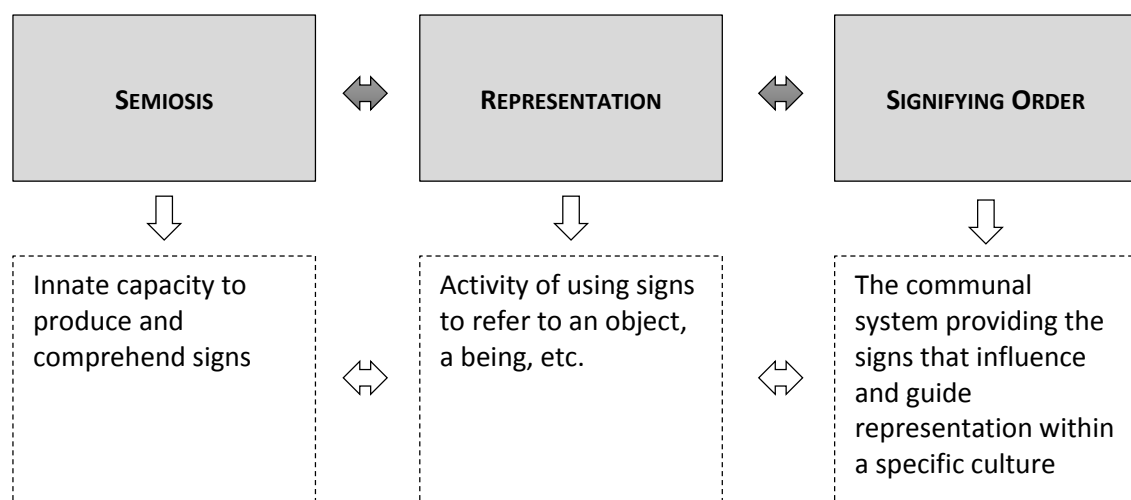 SEMIOSIS
REPRESENTATION
SIGNIFYING ORDER
Innate capacity to
produce and
comprehend signs
Activity of using signs
to refer to an object,
a being, etc.
The communal
system providing the
signs that influence
and guide
representation within
a specific culture